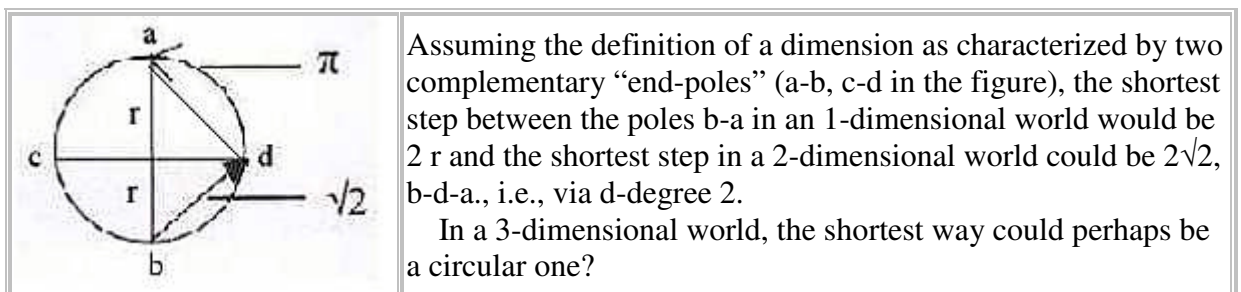 a
π
r
c
d
r
√2
b
Assuming the definition of a dimension as characterized by two
complementary “end-poles” (a-b, c-d in the figure), the shortest
step between the poles b-a in an 1-dimensional world would be
2 r and the shortest step in a 2-dimensional world could be 2√2,
b-d-a., i.e., via d-degree 2.
In a 3-dimensional world, the shortest way could perhaps be
a circular one?